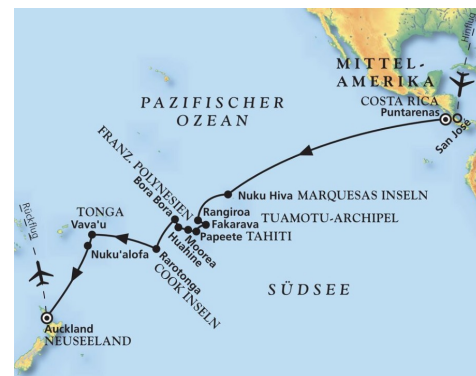 Hinflug
MITTEL-
AMERIKA
COSTA RICA
Puntarenas
San José
PAZIFISCHER
OZEAN
FRANZ. POLYNESIEN
Nuku Hiva MARQUESAS INSELN
Rangiroa
Fakarava TUAMOTU-ARCHIPEL
Papeete TAHITI
Moorea
Huahine
Bora Bora
TONGA
Vava'u
Nuku'alofa
Rarotonga
COOK INSELN
SÜDSEE
Rückflug
Auckland
NEUSEELAND